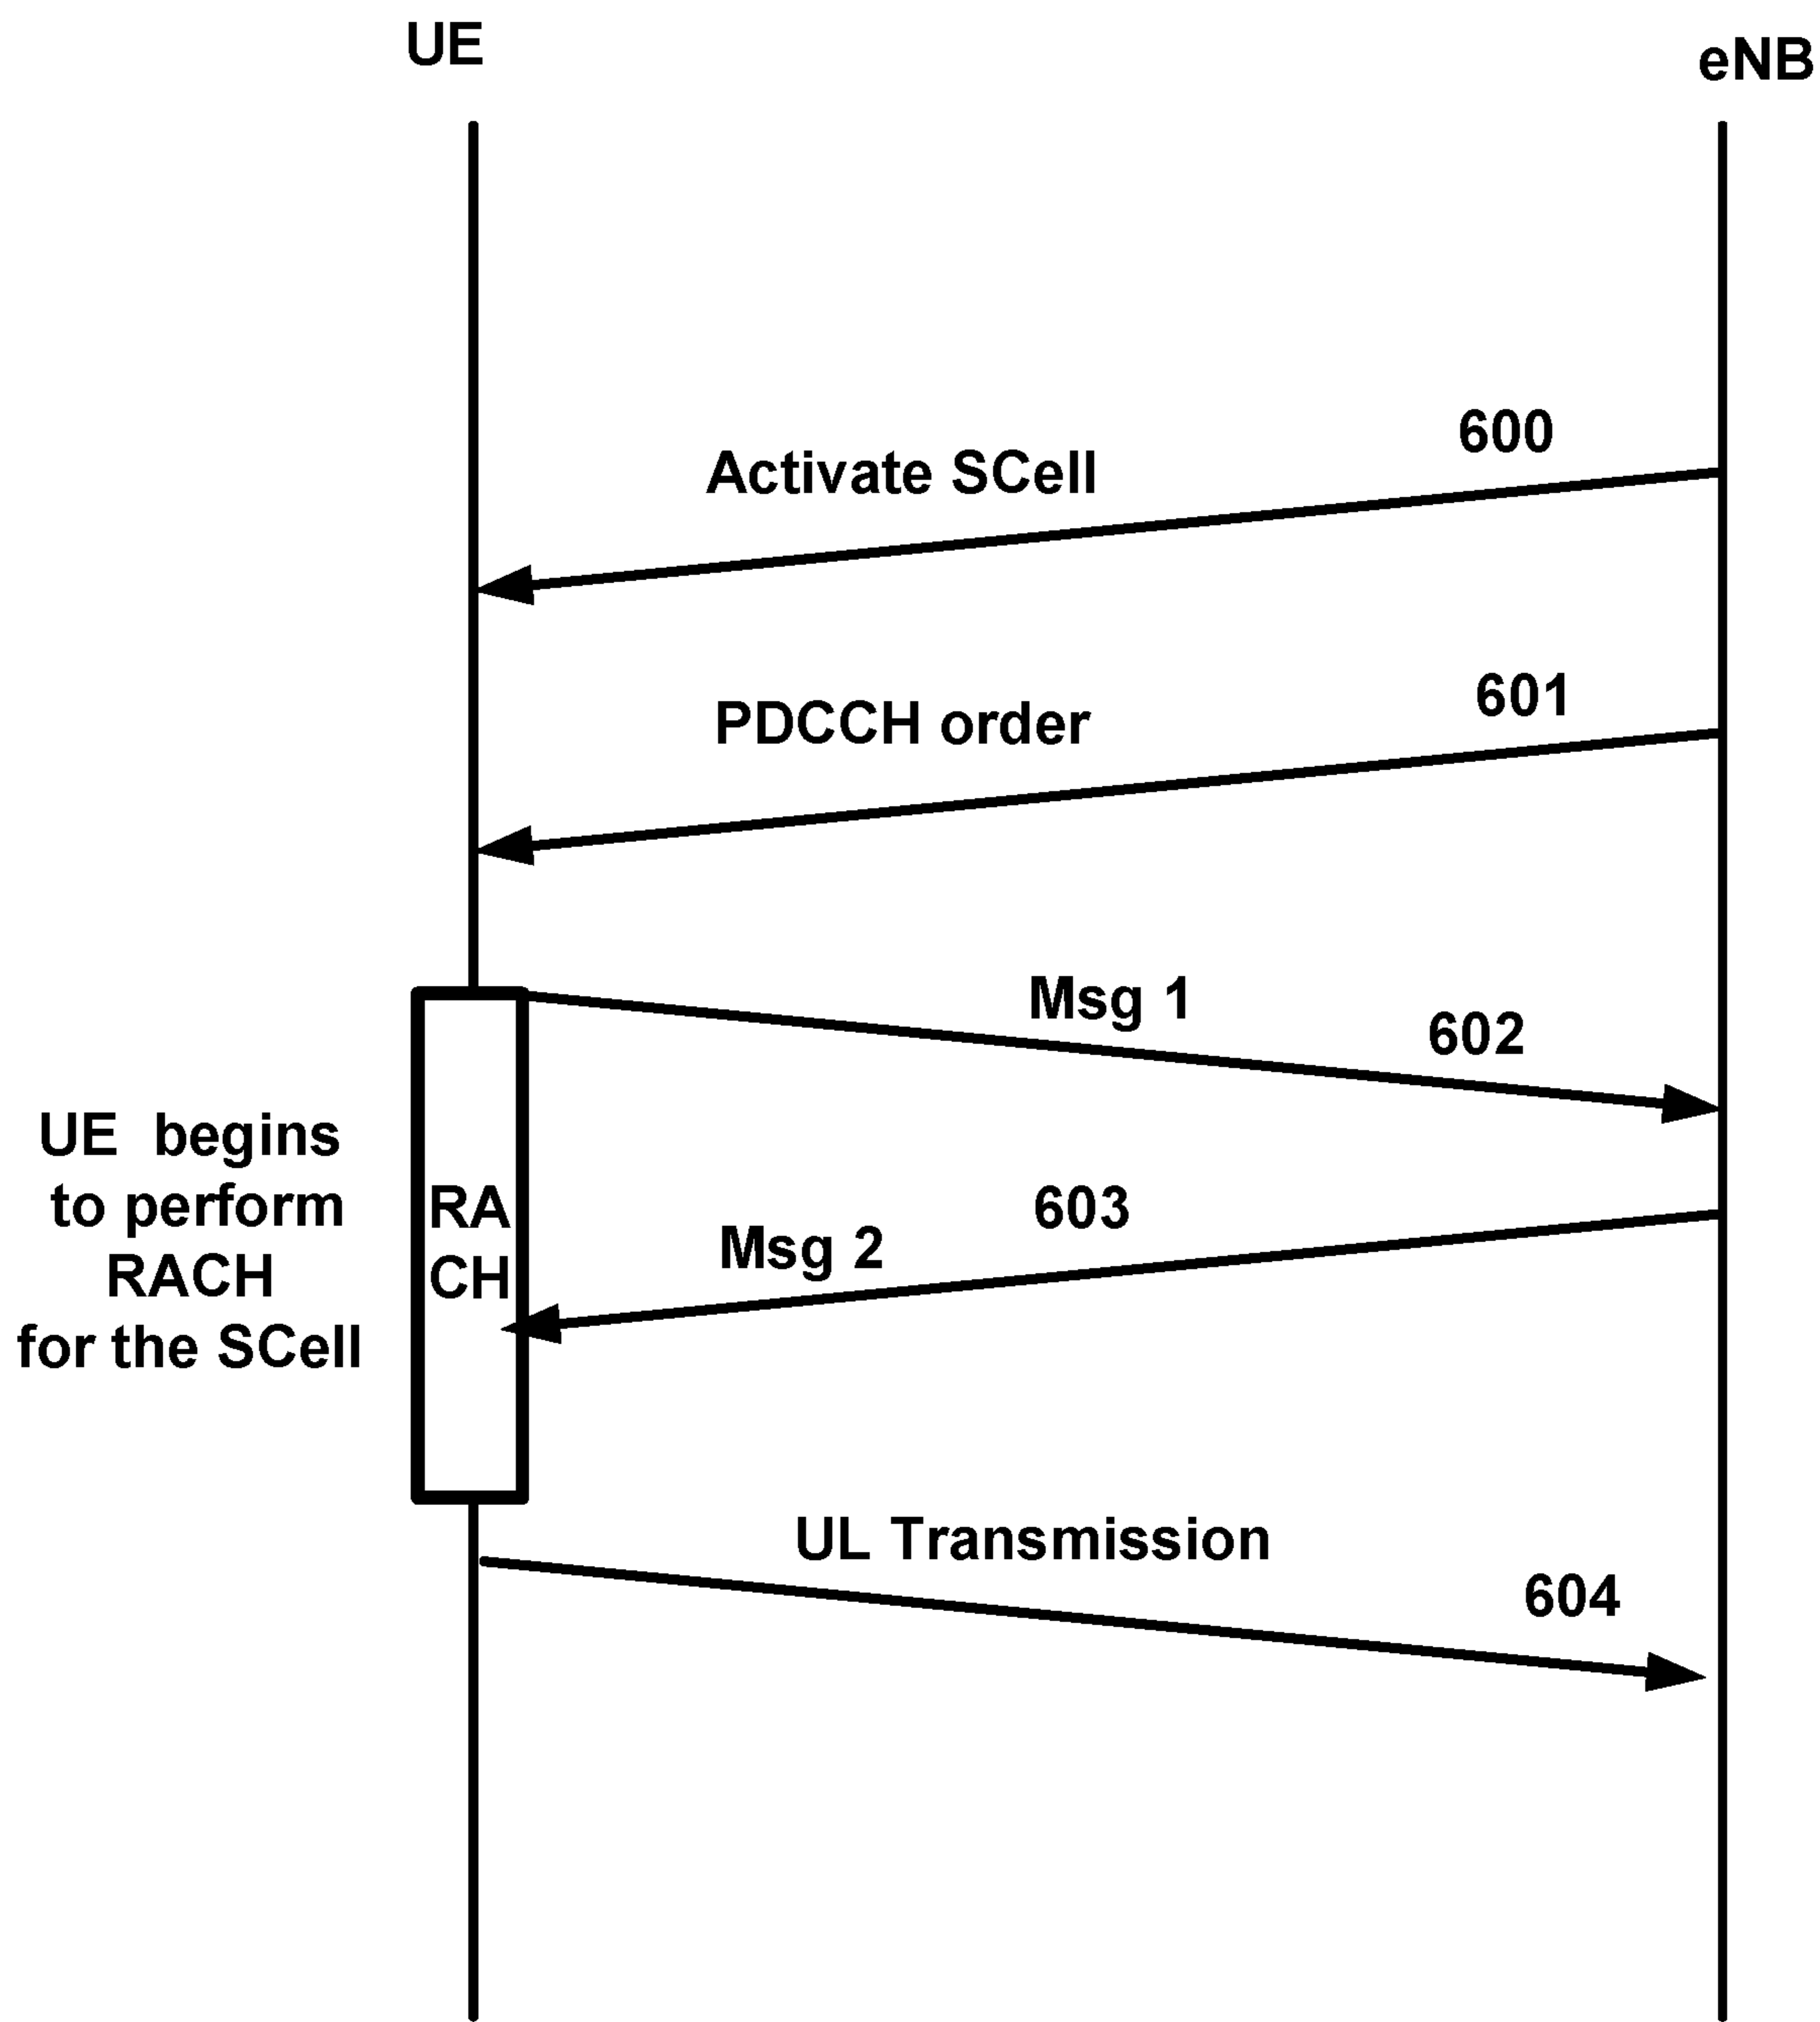 UE
eNB
600
Activate SCell
601
PDCCH order
Msg 1
602
UE begins
to perform
RACH
for the SCell
RA
CH
603
Msg 2
UL Transmission
604